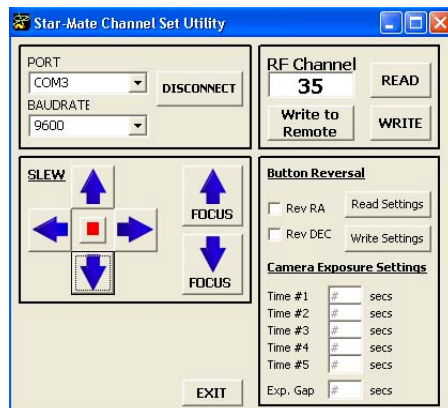 Star-Mate Channel Set Utility
PORT
COM3
DISCONNECT
BAUDRATE
9600
RF Channel
35
READ
Write to
Remote
WRITE
SLEW
FOCUS
FOCUS
Button Reversal
Rev RA
Read Settings
Rev DEC
Write Settings
Camera Exposure Settings
Time #1 # secs
Time #2 # secs
Time #3 # secs
Time #4 # secs
Time #5 # secs
Exp. Gap # secs
EXIT